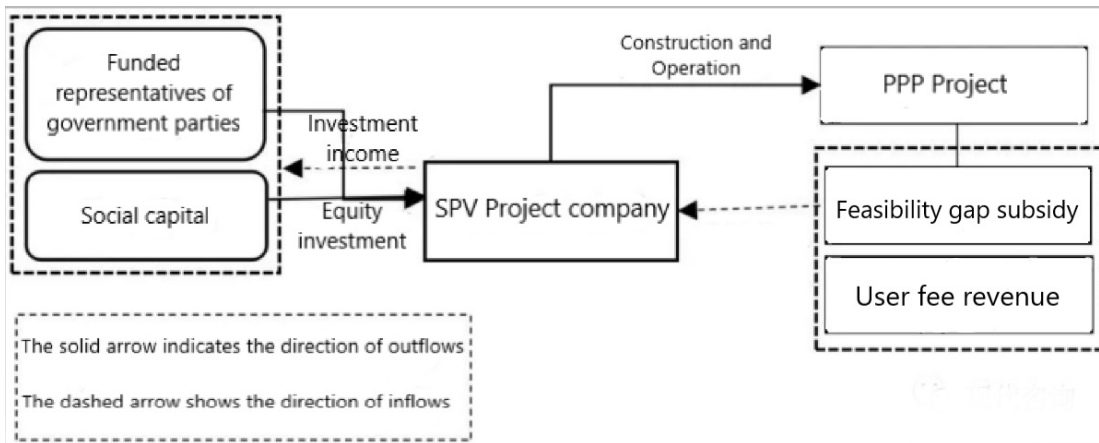 Funded
representatives of
government parties
Social capital
Investment
income
Equity
investment
SPV Project company
Construction and
Operation
PPP Project
Feasibility gap subsidy
User fee revenue
The solid arrow indicates the direction of outflows
The dashed arrow shows the direction of inflows